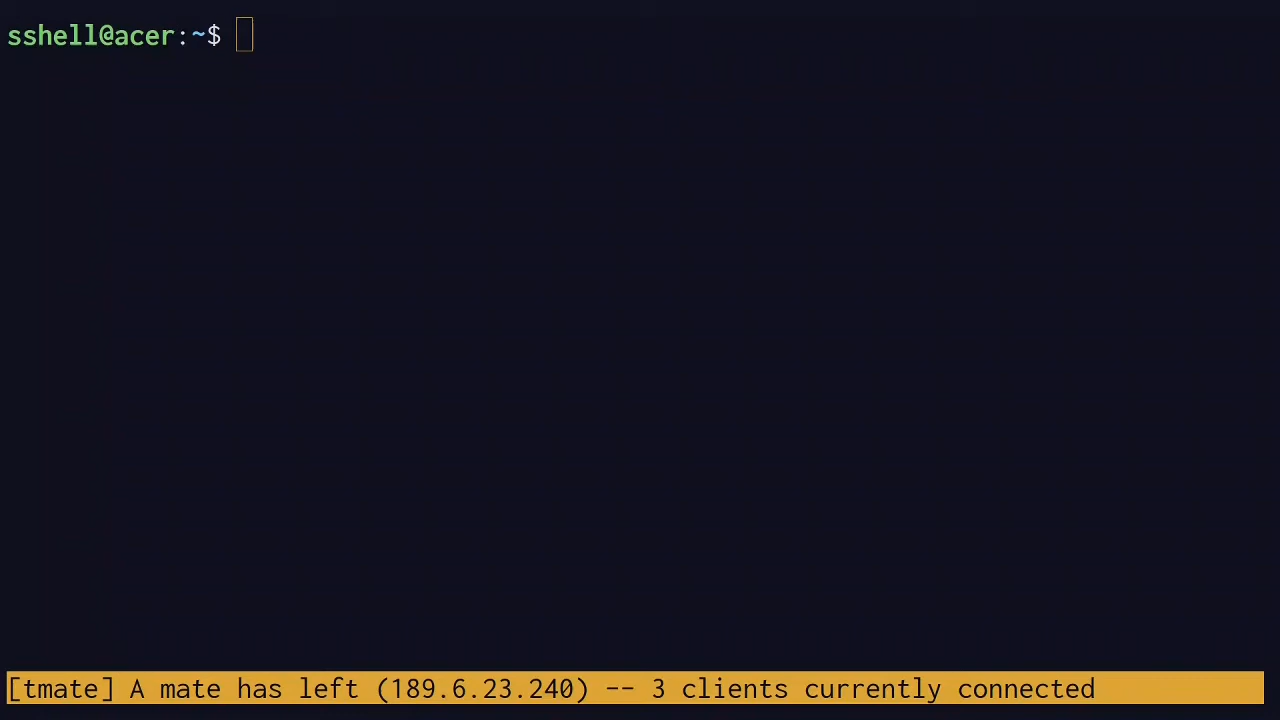 sshell@acer:~$
[tmate] A mate has left (189.6.23.240) -- 3 clients currently connected